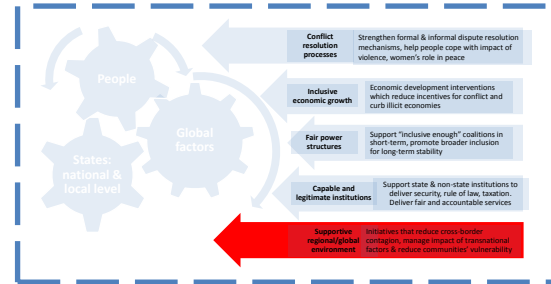 People
Global
factors
States:
national &
local level
Conflict
resolution
processes
Strengthen formal & informal dispute resolution
mechanisms, help people cope with impact of
violence, women's role in peace
Inclusive
economic growth
Economic development interventions
which reduce incentives for conflict and
curb illicit economies
Fair power
structures
Support "inclusive enough" coalitions in
short-term, promote broader inclusion
for long-term stability
Capable and
legitimate institutions
Support state & non-state institutions to
deliver security, rule of law, taxation.
Deliver fair and accountable services
Supportive
regional/global
environment
Initiatives that reduce cross-border
contagion, manage impact of transnational
factors & reduce communities' vulnerability